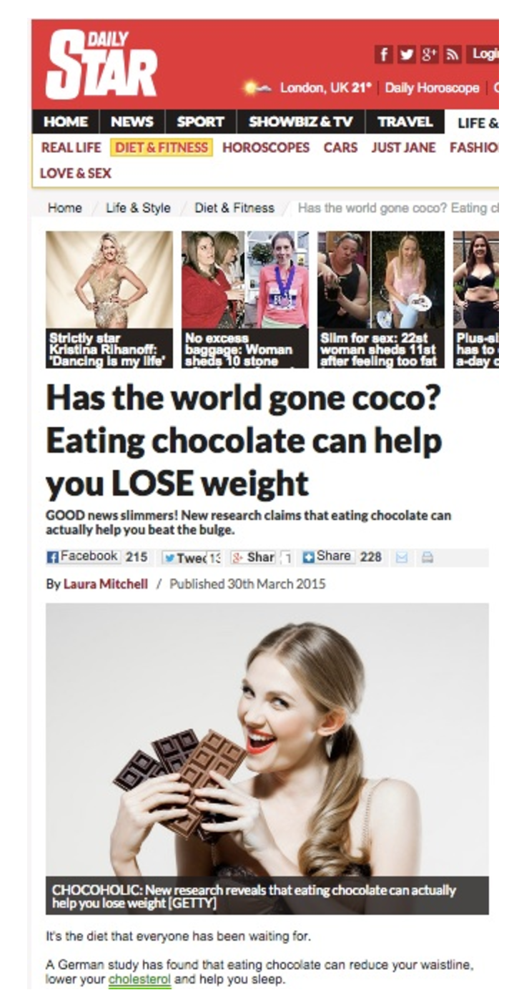 DAILY
STAR
f g+ Logi
London, UK 21° Daily Horoscope
HOME NEWS SPORT SHOWBIZ & TV TRAVEL LIFE &
REAL LIFE DIET & FITNESS HOROSCOPES CARS JUST JANE FASHIO
LOVE & SEX
Home / Life & Style / Diet & Fitness / Has the world gone coco? Eating
Strictly star
Kristina Rihanoff:
'Dancing is my life'
No excess
baggage: Woman
sheds 10 stone
Slim for sex: 22st
woman sheds 11st
after feeling too fat
Plus-si
has to
a-day
Has the world gone coco?
Eating chocolate can help
you LOSE weight
GOOD news slimmers! New research claims that eating chocolate can
actually help you beat the bulge.
Facebook 215 Twee 13 Shar 1 Share 228
By Laura Mitchell / Published 30th March 2015
CHOCOHOLIC: New research reveals that eating chocolate can actually
help you lose weight [GETTY]
It's the diet that everyone has been waiting for.
A German study has found that eating chocolate can reduce your waistline,
lower your cholesterol and help you sleep.